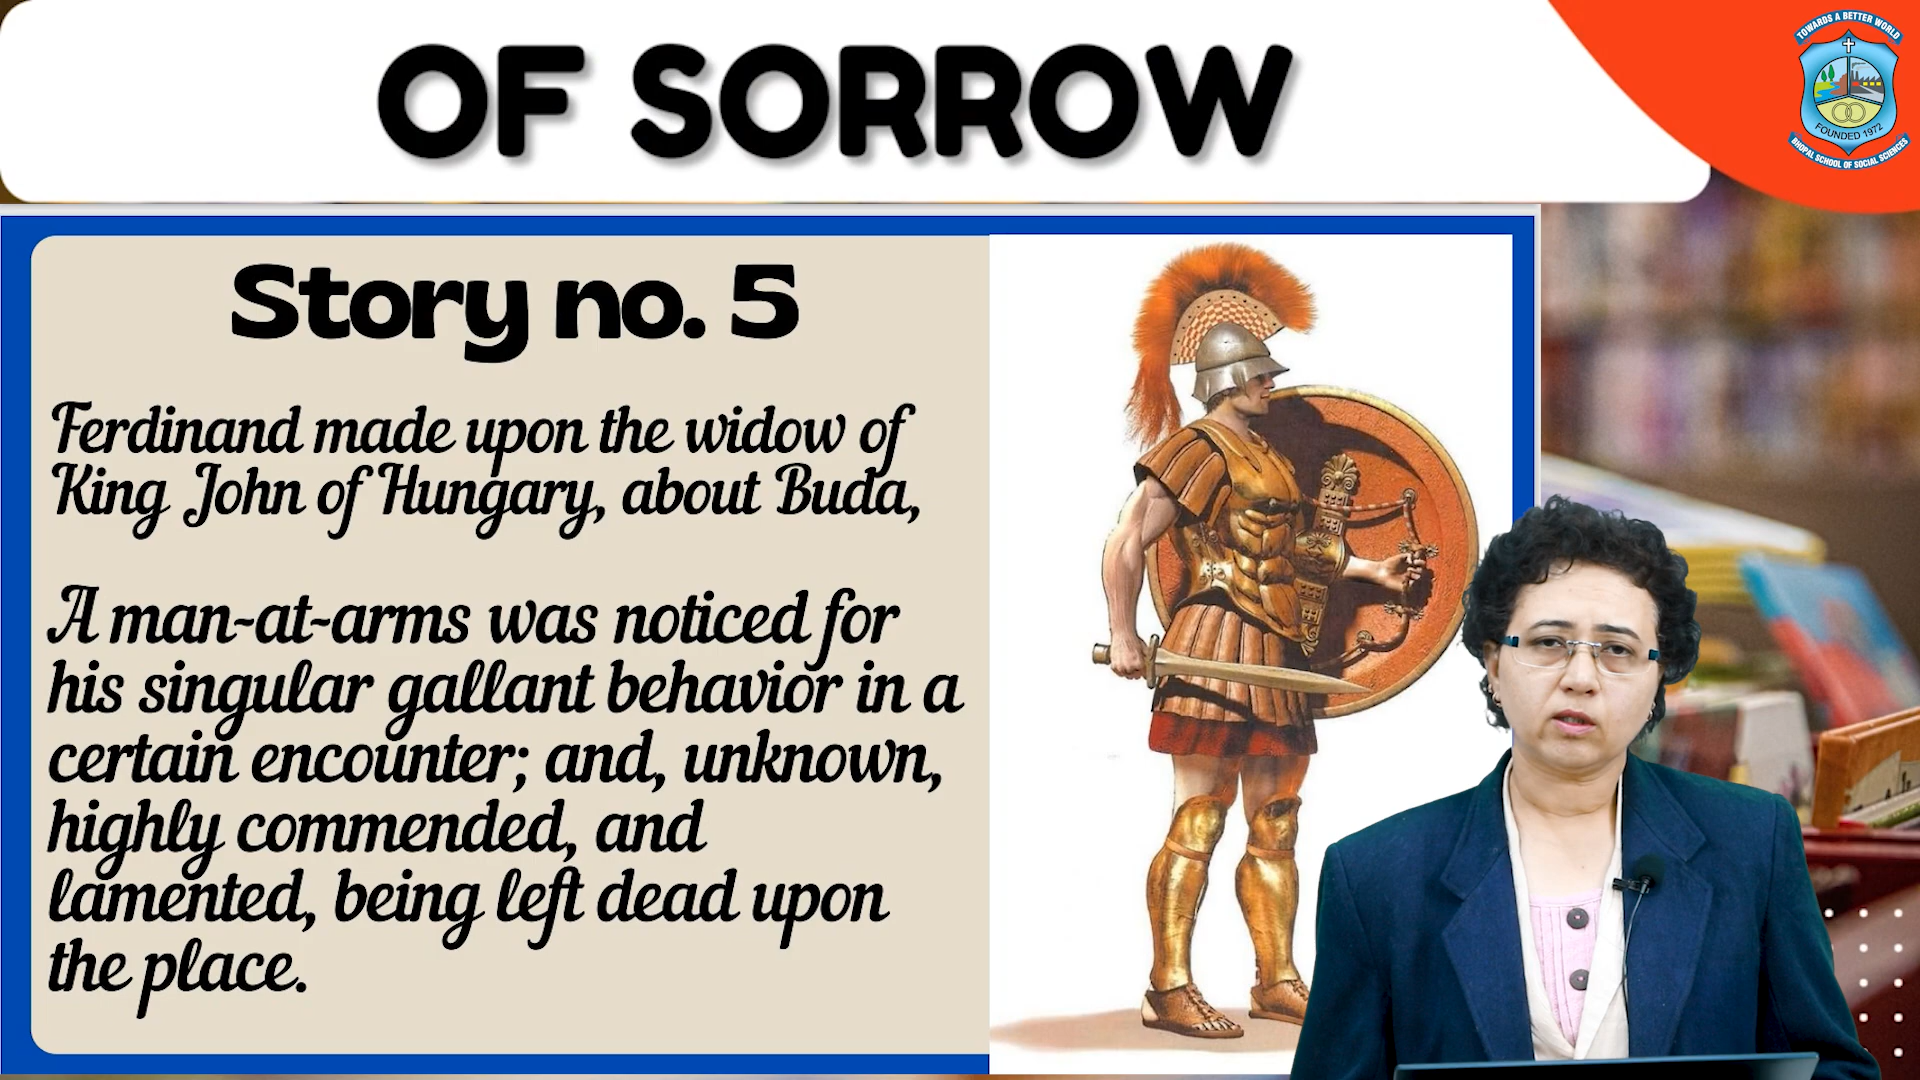 OF SORROW
TOWARDS A BETTER WORLD
FOUNDED 1972
BHOPAL SCHOOL OF SOCIAL SCIENCES
Story no. 5
Ferdinand made upon the widow of
King John of Hungary, about Buda,
A man-at-arms was noticed for
his singular gallant behavior in a
certain encounter; and, unknown,
highly commended, and
lamented, being left dead upon
the place.